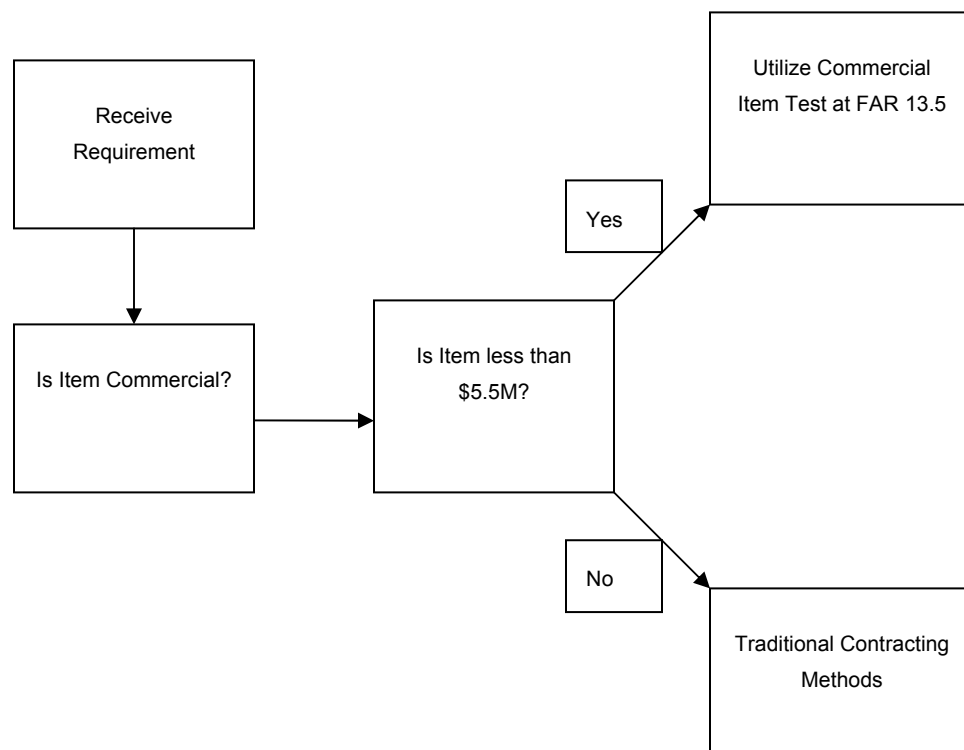 Receive
Requirement
Is Item Commercial?
Is Item less than
$5.5M?
Yes
Utilize Commercial
Item Test at FAR 13.5
No
Traditional Contracting
Methods